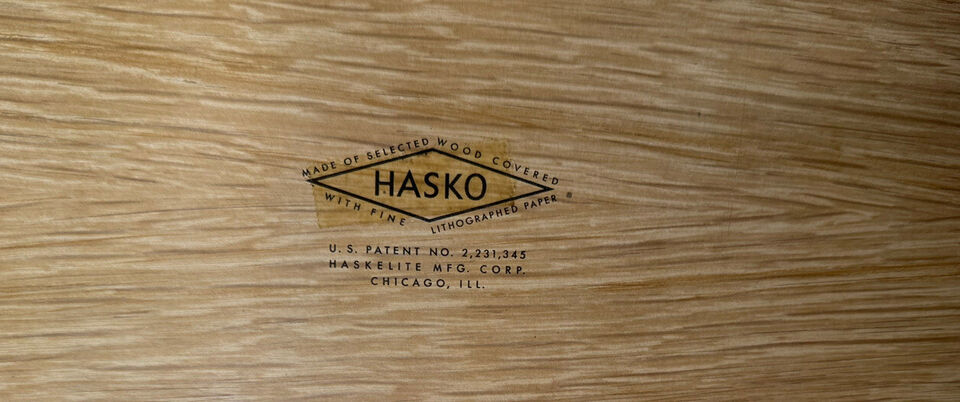 MADE OF SELECTED WOOD COVERED
HASKO
WITH FINE LITHOGRAPHED PAPER
U. S. PATENT NO. 2,231,345
HASKELITE MFG. CORP.
CHICAGO, ILL.